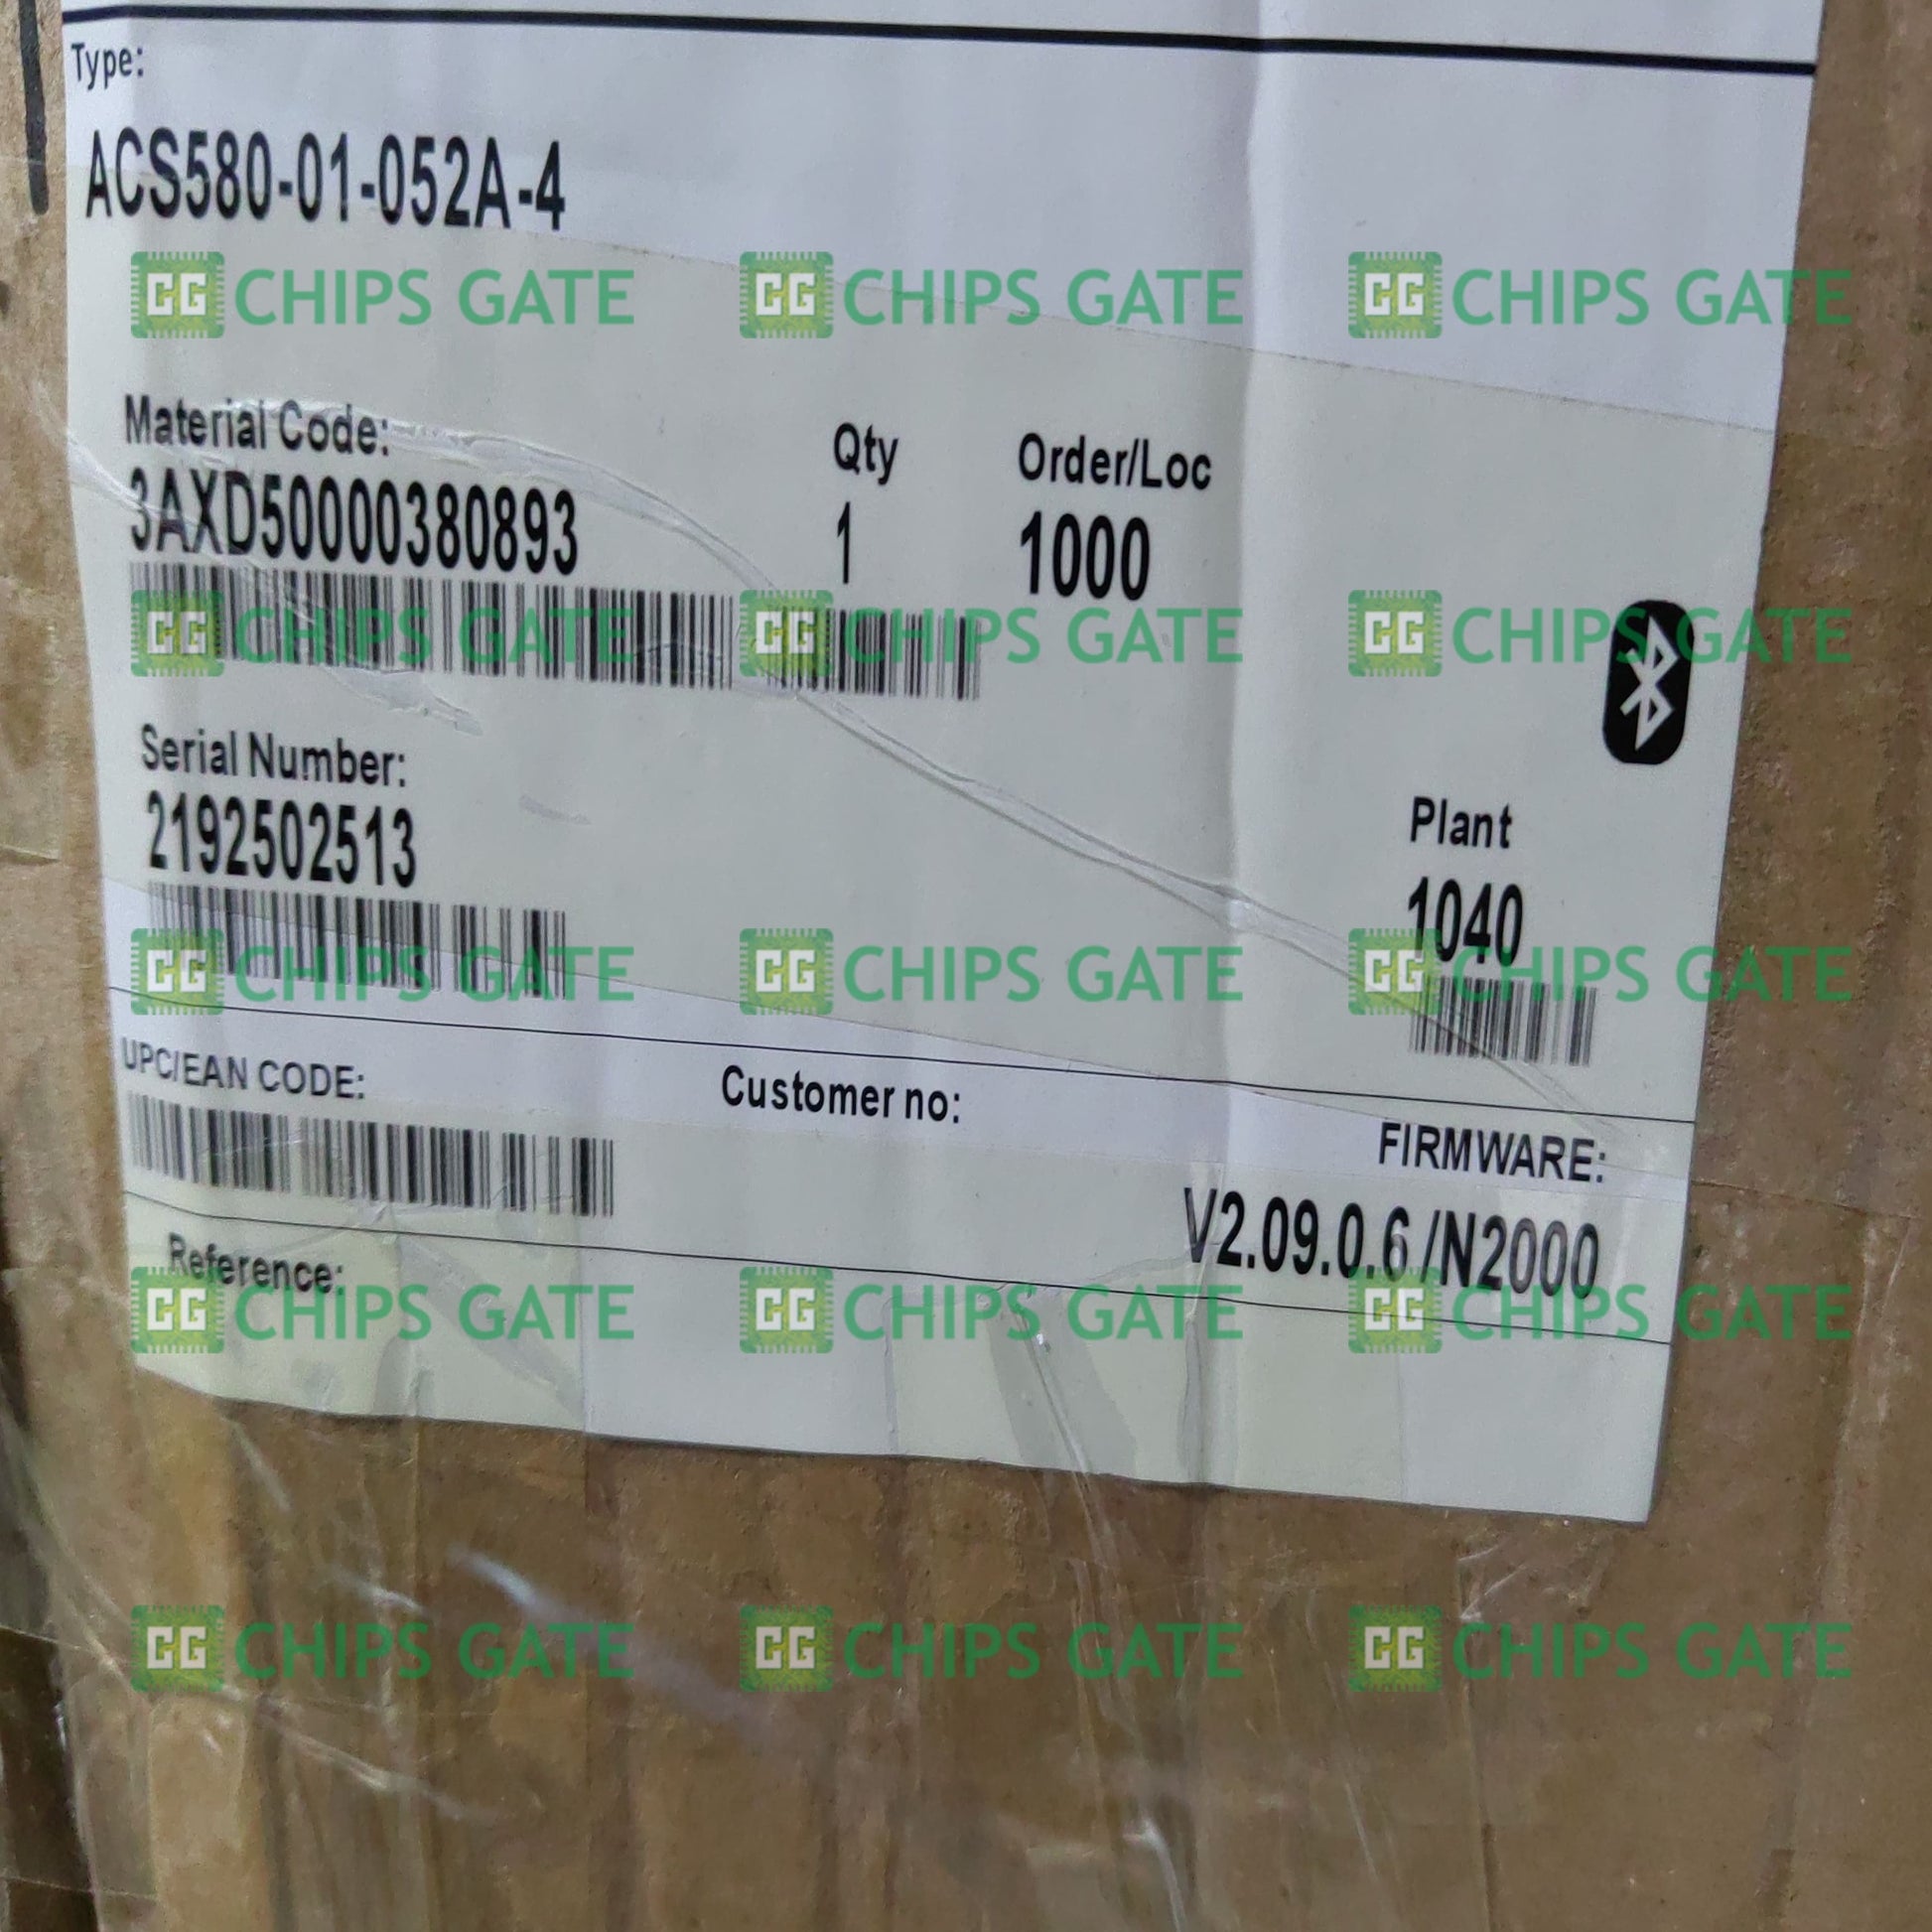 Type:
ACS580-01-052A-4
CG CHIPS GATE CG CHIPS GATE CG CHIPS GATE
Material Code: Qty Order/Loc
3AXD50000380893 1 1000
CG CHIPS GATE CG CHIPS GATE CG CHIPS GATE
Serial Number:
2192502513
Plant
1040
CG CHIPS GATE CG CHIPS GATE CG CHIPS GATE
UPC/EAN CODE: Customer no: FIRMWARE:
V2.09.0.6 /N2000
Reference:
CG CHIPS GATE CG CHIPS GATE CG CHIPS GATE
CG CHIPS GATE CG CHIPS GATE CG CHIPS GATE